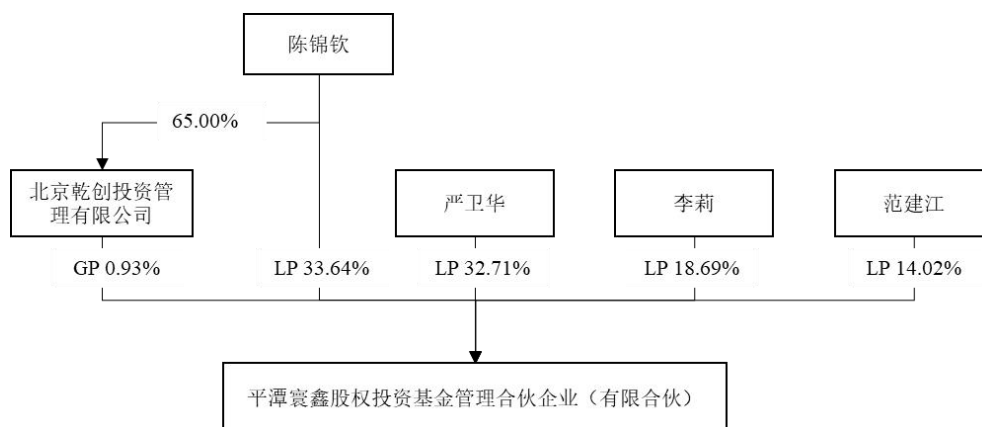 陈锦钦
65.00%
北京乾创投资管
理有限公司
严卫华
李莉
范建江
GP 0.93%
LP 33.64%
LP 32.71%
LP 18.69%
LP 14.02%
平潭寰鑫股权投资基金管理合伙企业（有限合伙）